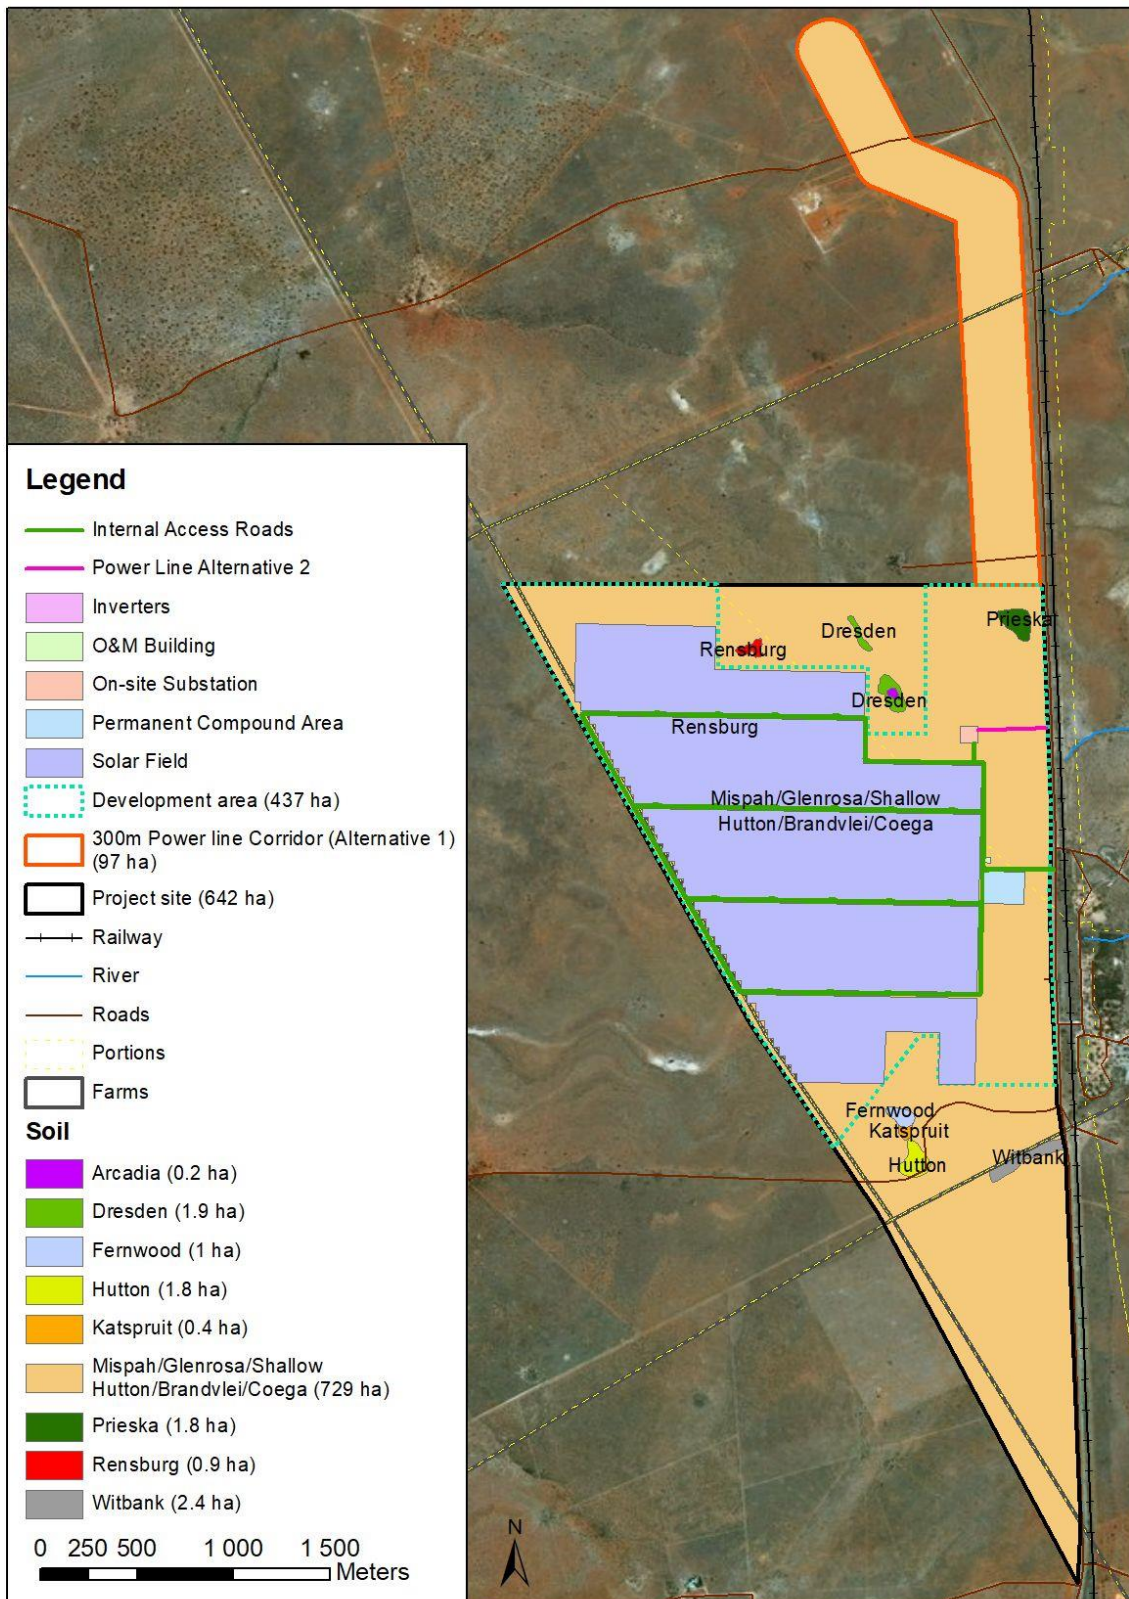 Legend
Internal Access Roads
Power Line Alternative 2
Inverters
O&M Building
On-site Substation
Permanent Compound Area
Solar Field
Development area (437 ha)
300m Power line Corridor (Alternative 1)
(97 ha)
Project site (642 ha)
Railway
River
Roads
Portions
Farms
Soil
Arcadia (0.2 ha)
Dresden (1.9 ha)
Fernwood (1 ha)
Hutton (1.8 ha)
Katspruit (0.4 ha)
Mispah/Glenrosa/Shallow
Hutton/Brandvlei/Coega (729 ha)
Prieska (1.8 ha)
Rensburg (0.9 ha)
Witbank (2.4 ha)
0 250 500 1 000 1 500
Meters
N
Prieska
Dresden
Rensburg
Dresden
Rensburg
Mispah/Glenrosa/Shallow
Hutton/Brandvlei/Coega
Fernwood
Katspruit
Hutton
Witbank